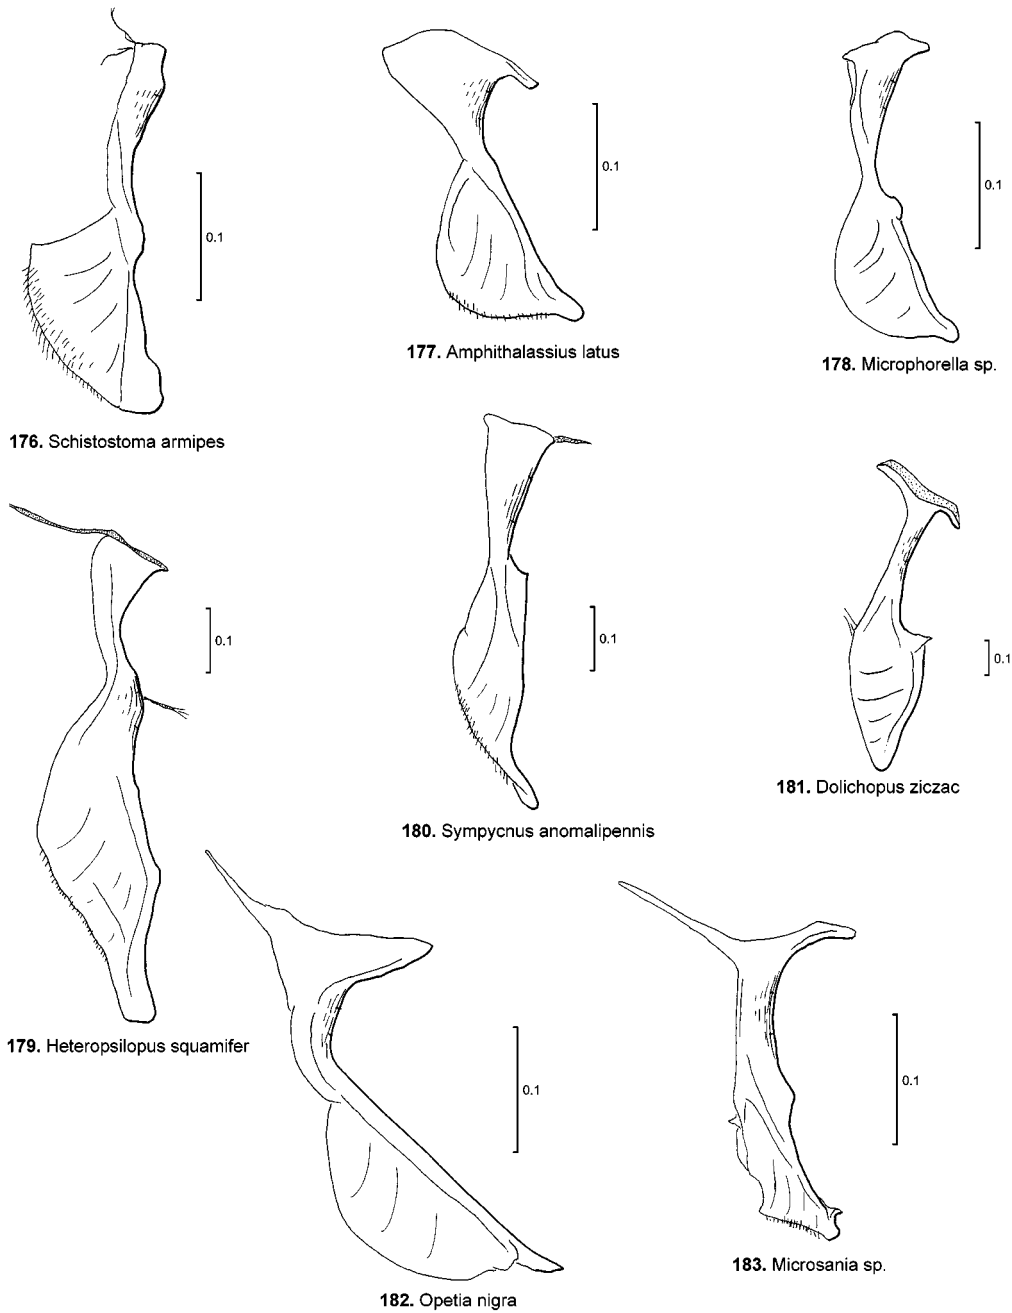 0.1
0.1
0.1
177. Amphithalassius latus
178. Microphorella sp.
176. Schistostoma armipes
0.1
0.1
0.1
181. Dolichopus ziczac
180. Sympycnus anomalipennis
179. Heteropsilopus squamifer
0.1
0.1
183. Microsania sp.
182. Opetia nigra